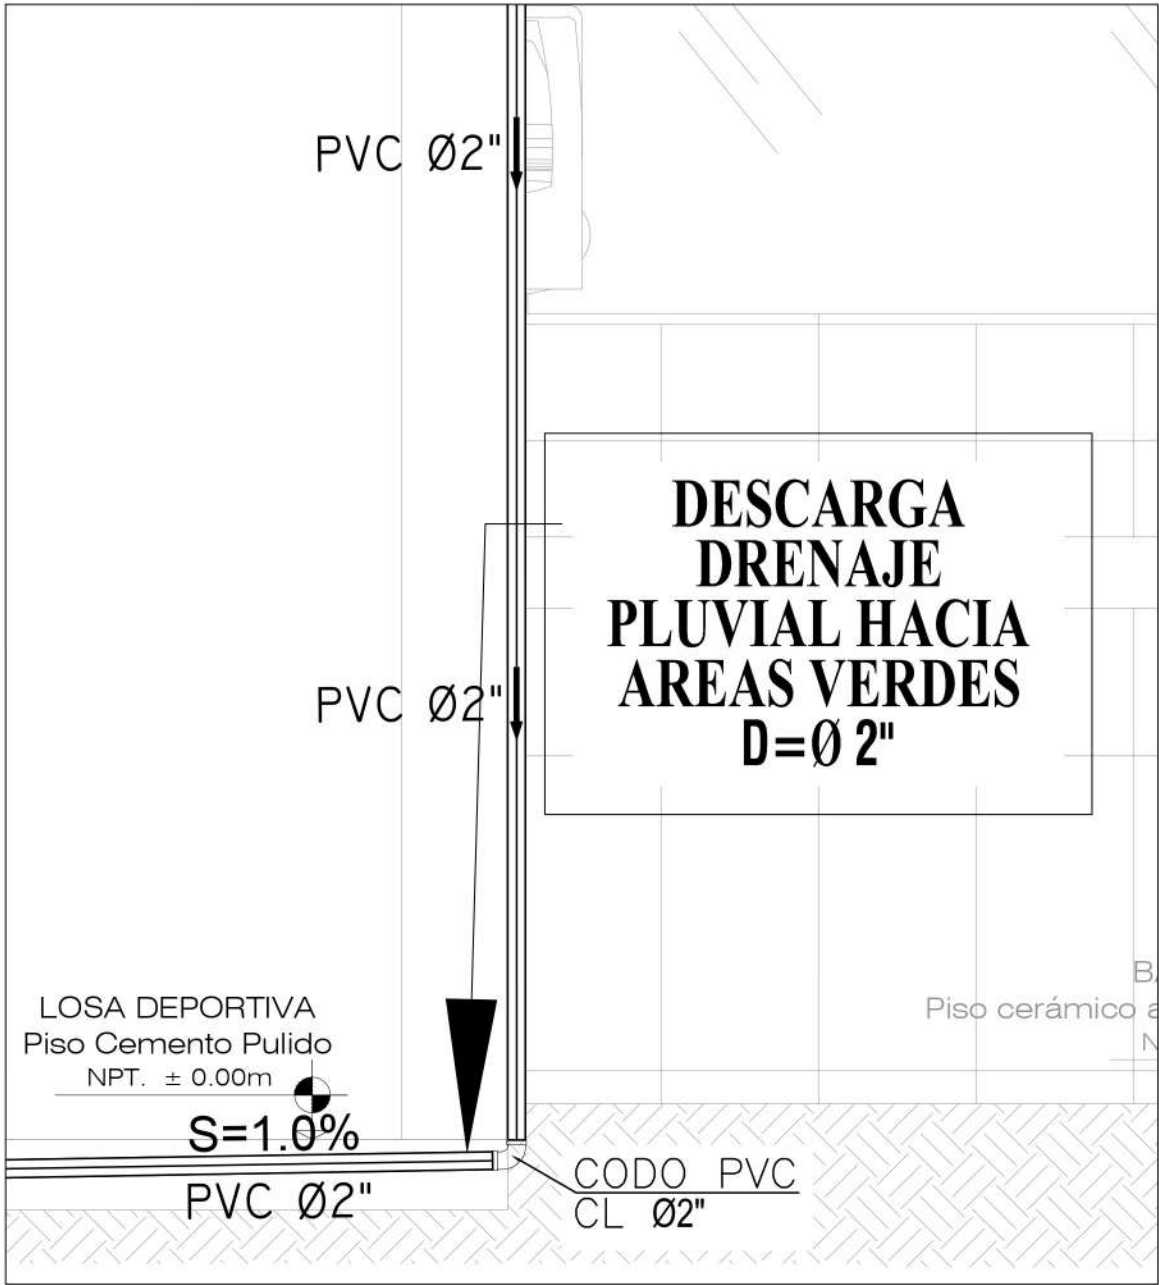 PVC Ø2"
DESCARGA
DRENAJE
PLUVIAL HACIA
AREAS VERDES
D=Ø 2"
PVC Ø2"
LOSA DEPORTIVA
Piso Cemento Pulido
NPT. ± 0.00m
Piso cerámico
S=1.0%
PVC Ø2"
CODO PVC
CL Ø2"